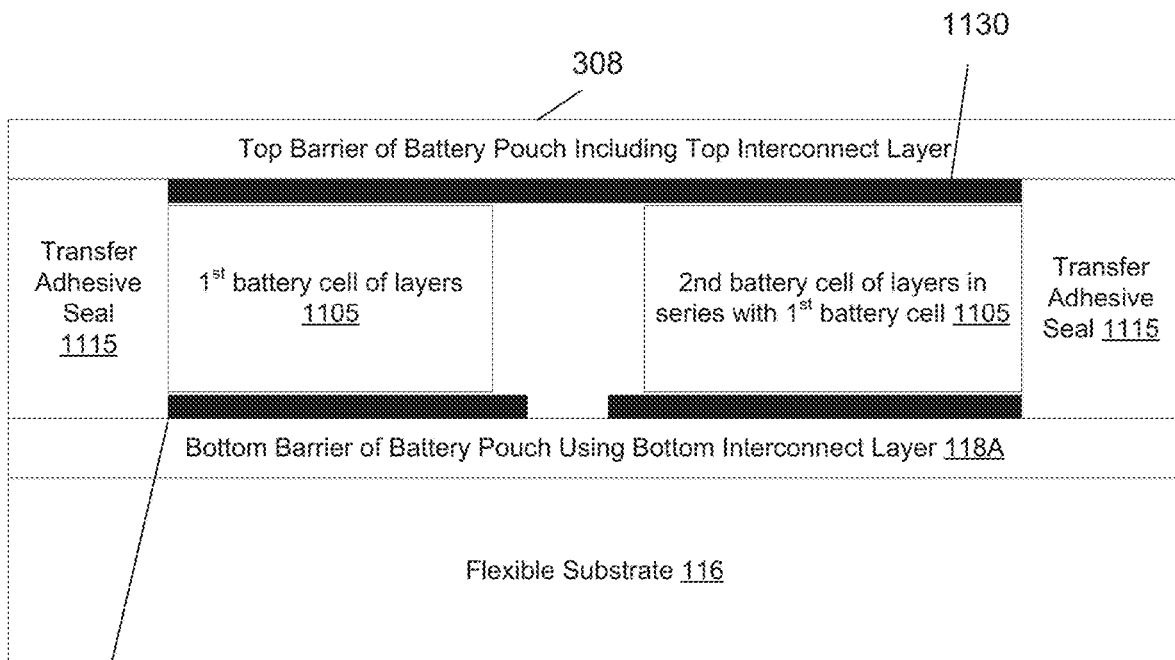 1130
308
Top Barrier of Battery Pouch Including Top Interconnect Layer
Transfer
Adhesive
Seal
1115
1st battery cell of layers
1105
2nd battery cell of layers in
series with 1st battery cell 1105
Transfer
Adhesive
Seal 1115
Bottom Barrier of Battery Pouch Using Bottom Interconnect Layer 118A
Flexible Substrate 116